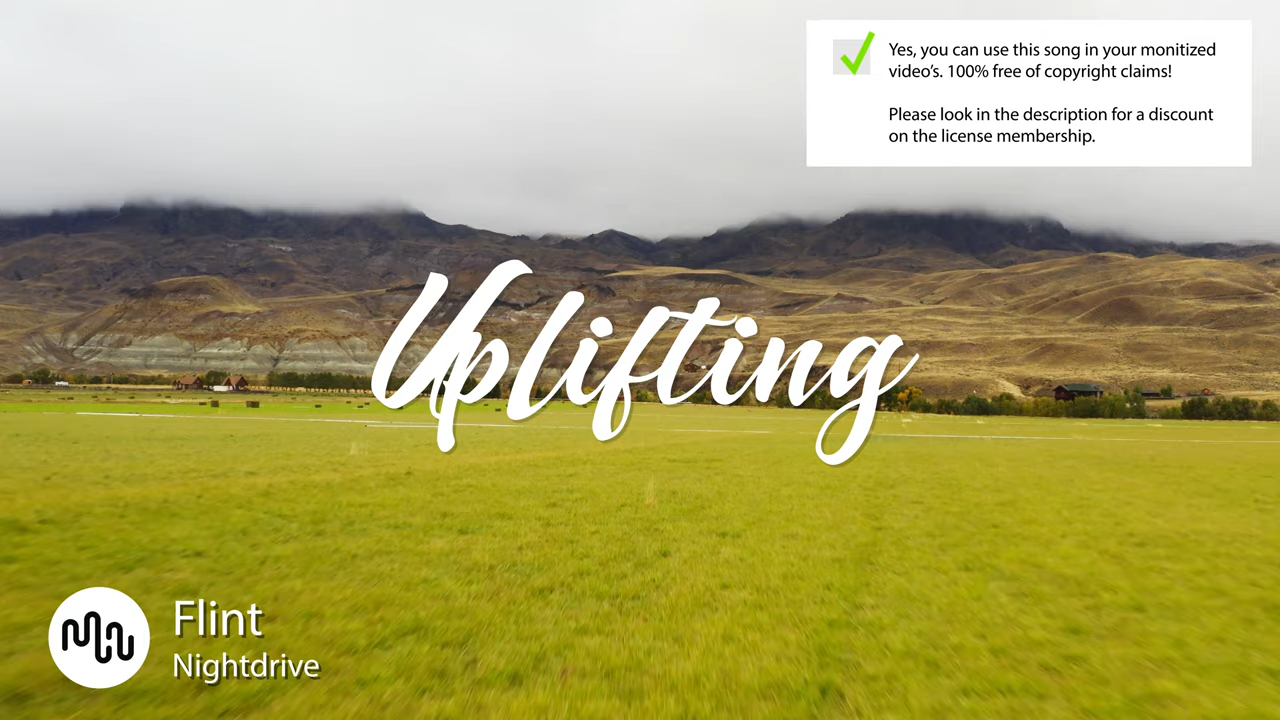 Yes, you can use this song in your monitized
video's. 100% free of copyright claims!
Please look in the description for a discount
on the license membership.
Uplifting
Flint
Nightdrive